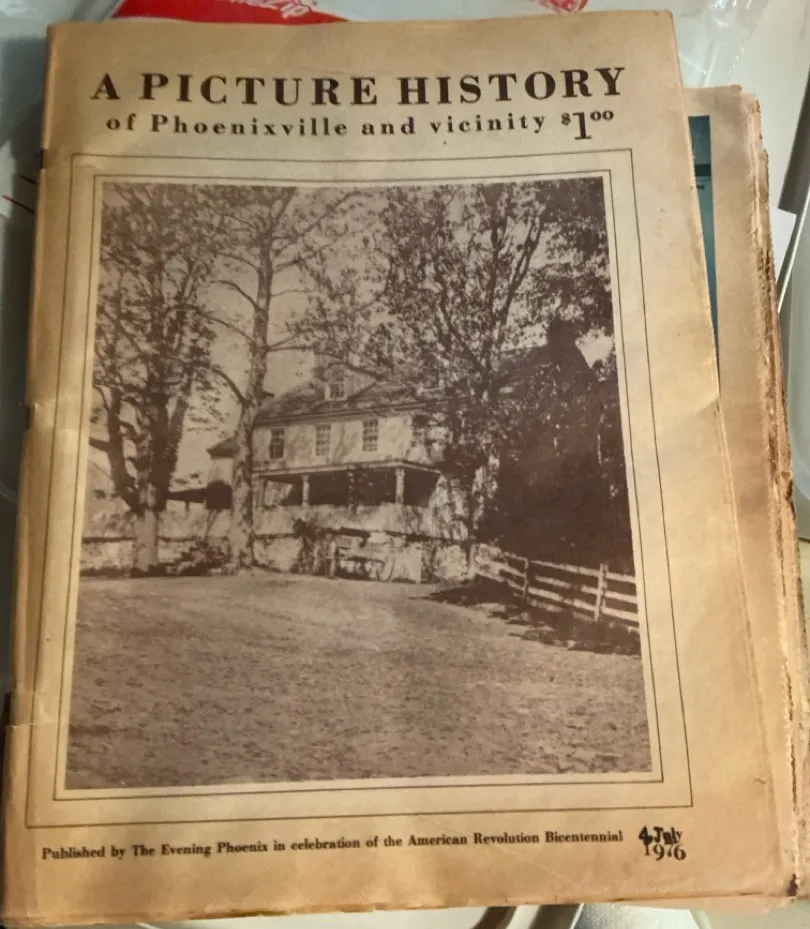 A PICTURE HISTORY
of Phoenixville and vicinity $1.00
Published by The Evening Phoenix in celebration of the American Revolution Bicentennial
4 July
1976